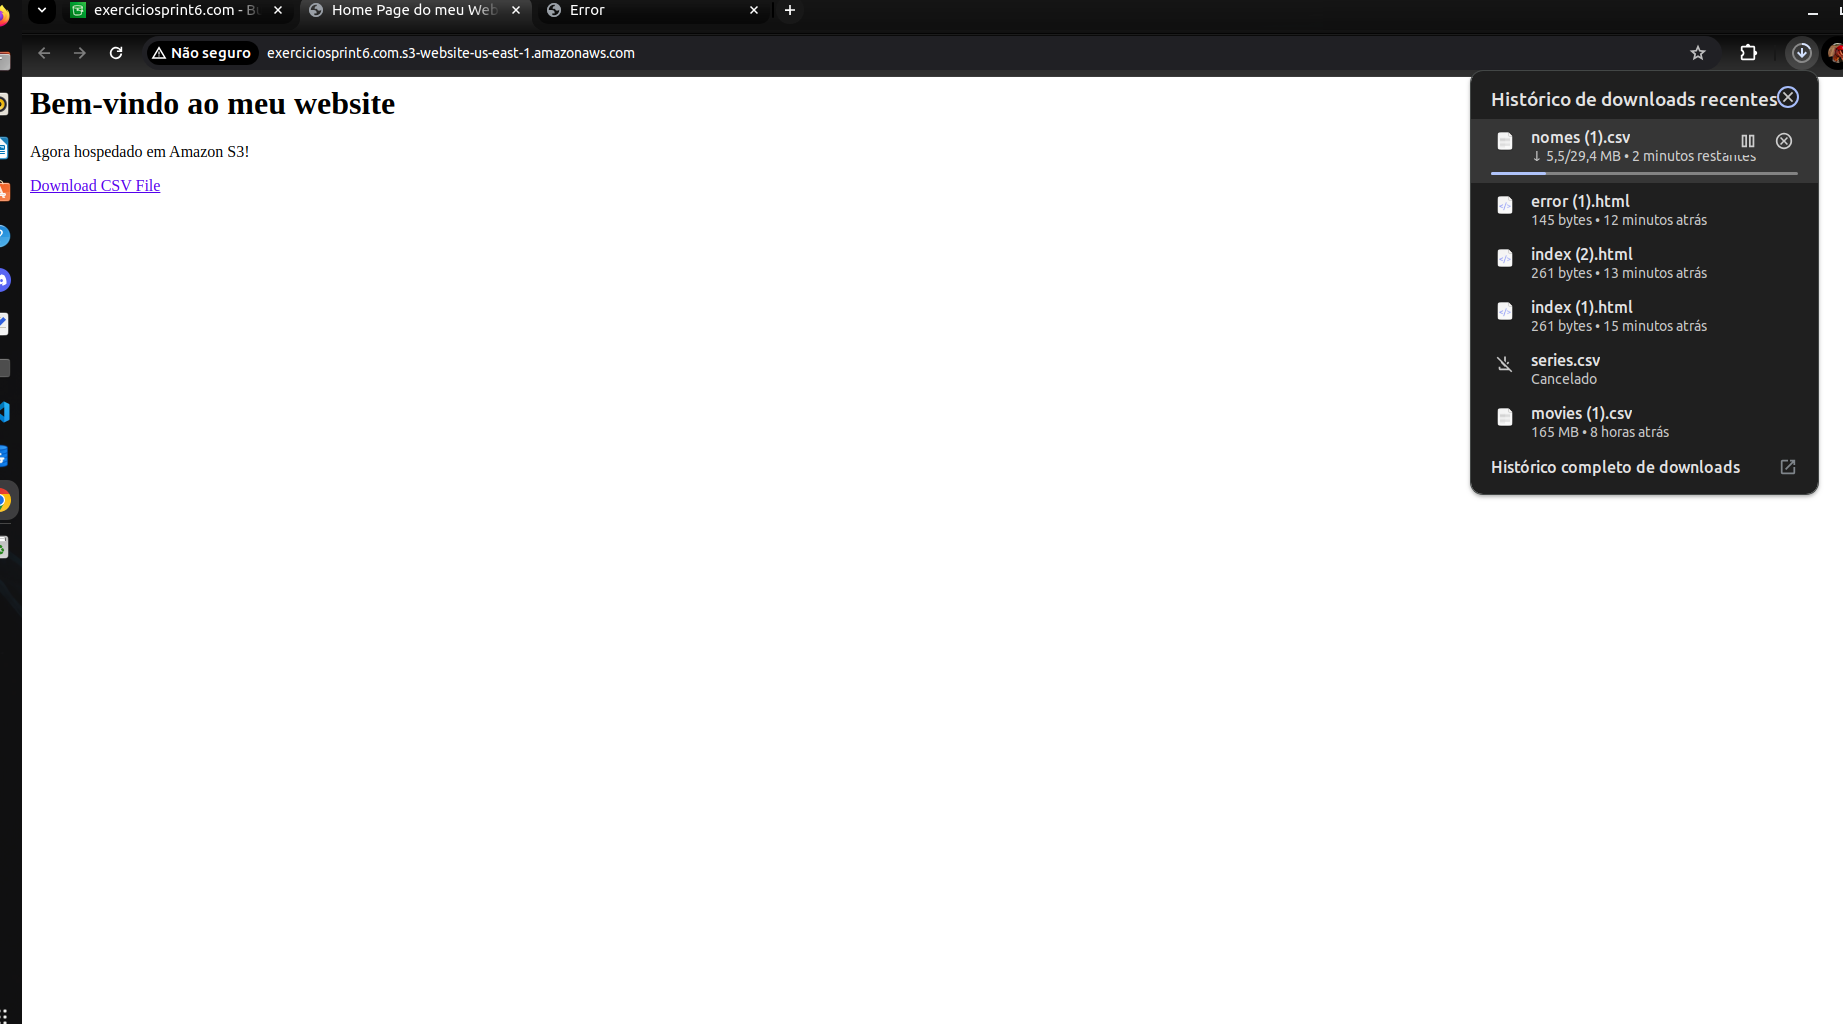 exerciciosprint6.com - Bu
Home Page do meu Web
Error
Não seguro
exerciciosprint6.com.s3-website-us-east-1.amazonaws.com
Bem-vindo ao meu website
Agora hospedado em Amazon S3!
Download CSV File
Histórico de downloads recentes
nomes (1).csv
↓ 5,5/29,4 MB • 2 minutos restantes
error (1).html
145 bytes • 12 minutos atrás
index (2).html
261 bytes • 13 minutos atrás
index (1).html
261 bytes • 15 minutos atrás
series.csv
Cancelado
movies (1).csv
165 MB • 8 horas atrás
Histórico completo de downloads